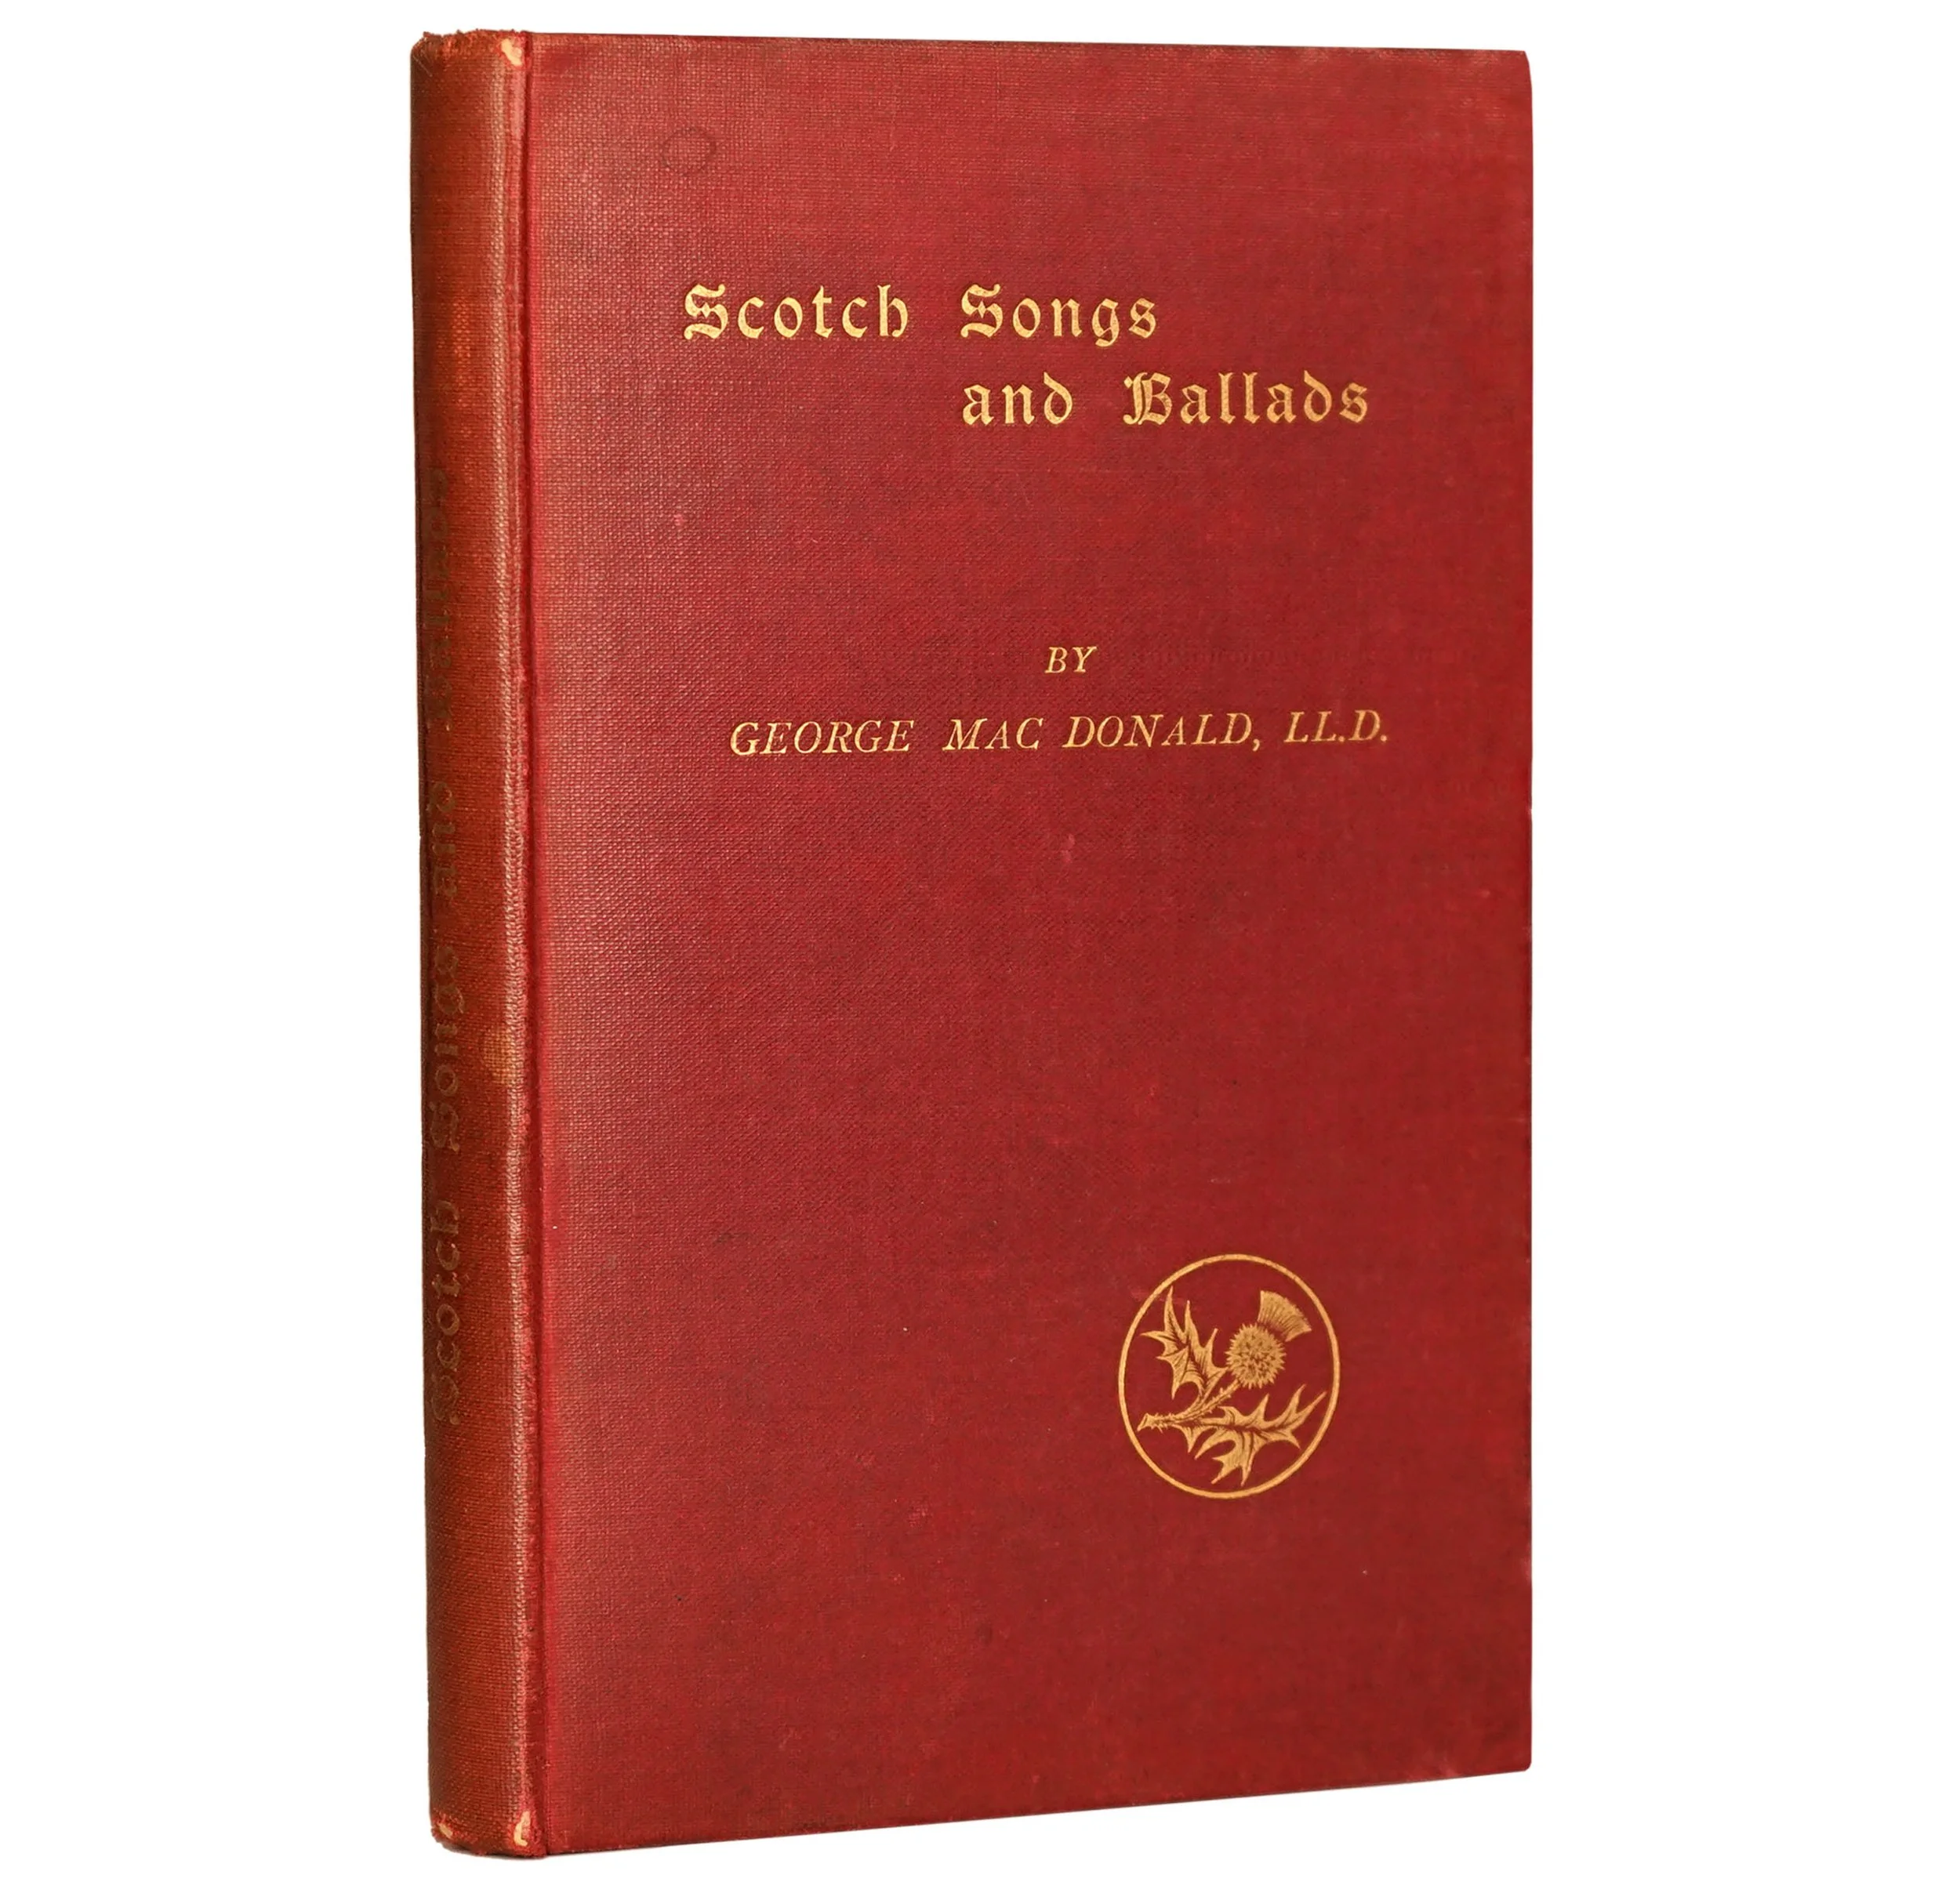 Scotch Songs
and Ballads
BY
GEORGE MAC DONALD, LL.D.
Scotch Songs and Ballads